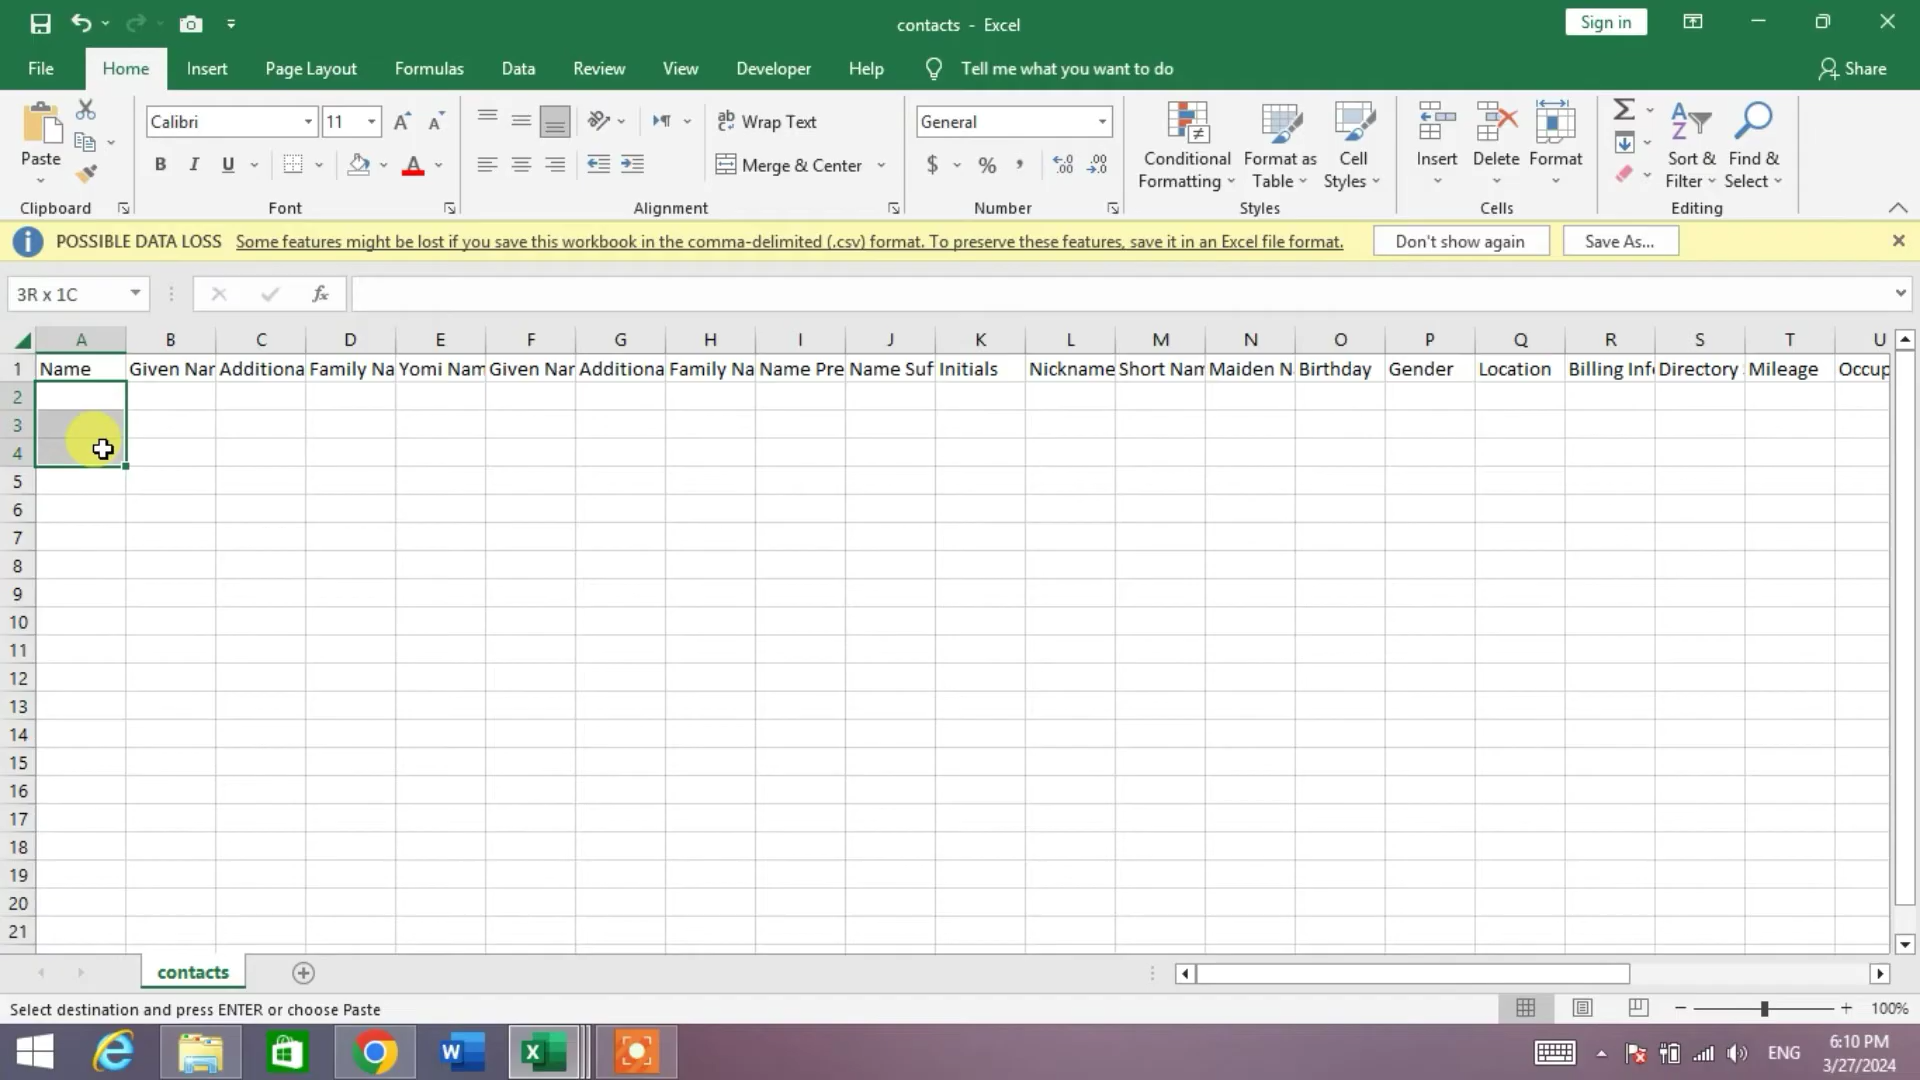 contacts - Excel
Sign in
File Home Insert Page Layout Formulas Data Review View Developer Help Tell me what you want to do Share
Calibri 11 Wrap Text General
Paste B I U Merge & Center $ % , Conditional Formatting Format as Table Cell Styles Insert Delete Format Sort & Filter Find & Select
Clipboard Font Alignment Number Styles Cells Editing
POSSIBLE DATA LOSS Some features might be lost if you save this workbook in the comma-delimited (.csv) format. To preserve these features, save it in an Excel file format. Don't show again Save As...
3R x 1C fx
A B C D E F G H I J K L M N O P Q R S T U
1 Name Given Nar Additiona Family Na Yomi Nam Given Nar Additiona Family Na Name Pre Name Suf Initials Nickname Short Nam Maiden N Birthday Gender Location Billing Info Directory Mileage Occup
2
3
4
5
6
7
8
9
10
11
12
13
14
15
16
17
18
19
20
21
contacts
Select destination and press ENTER or choose Paste 100%
ENG 6:10 PM
3/27/2024